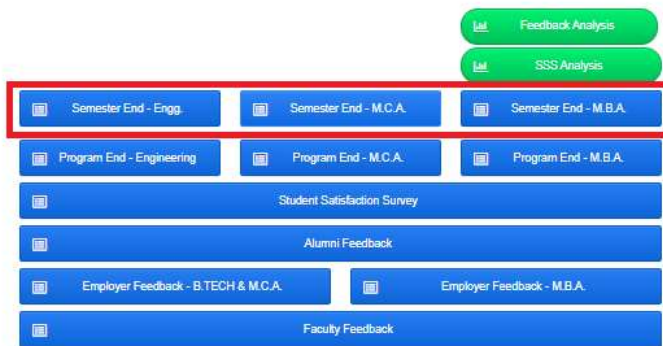 Feedback Analysis
SSS Analysis
Semester End - Engg. Semester End - M.C.A. Semester End - M.B.A.
Program End - Engineering Program End - M.C.A. Program End - M.B.A.
Student Satisfaction Survey
Alumni Feedback
Employer Feedback - B.TECH & M.C.A. Employer Feedback - M.B.A.
Faculty Feedback